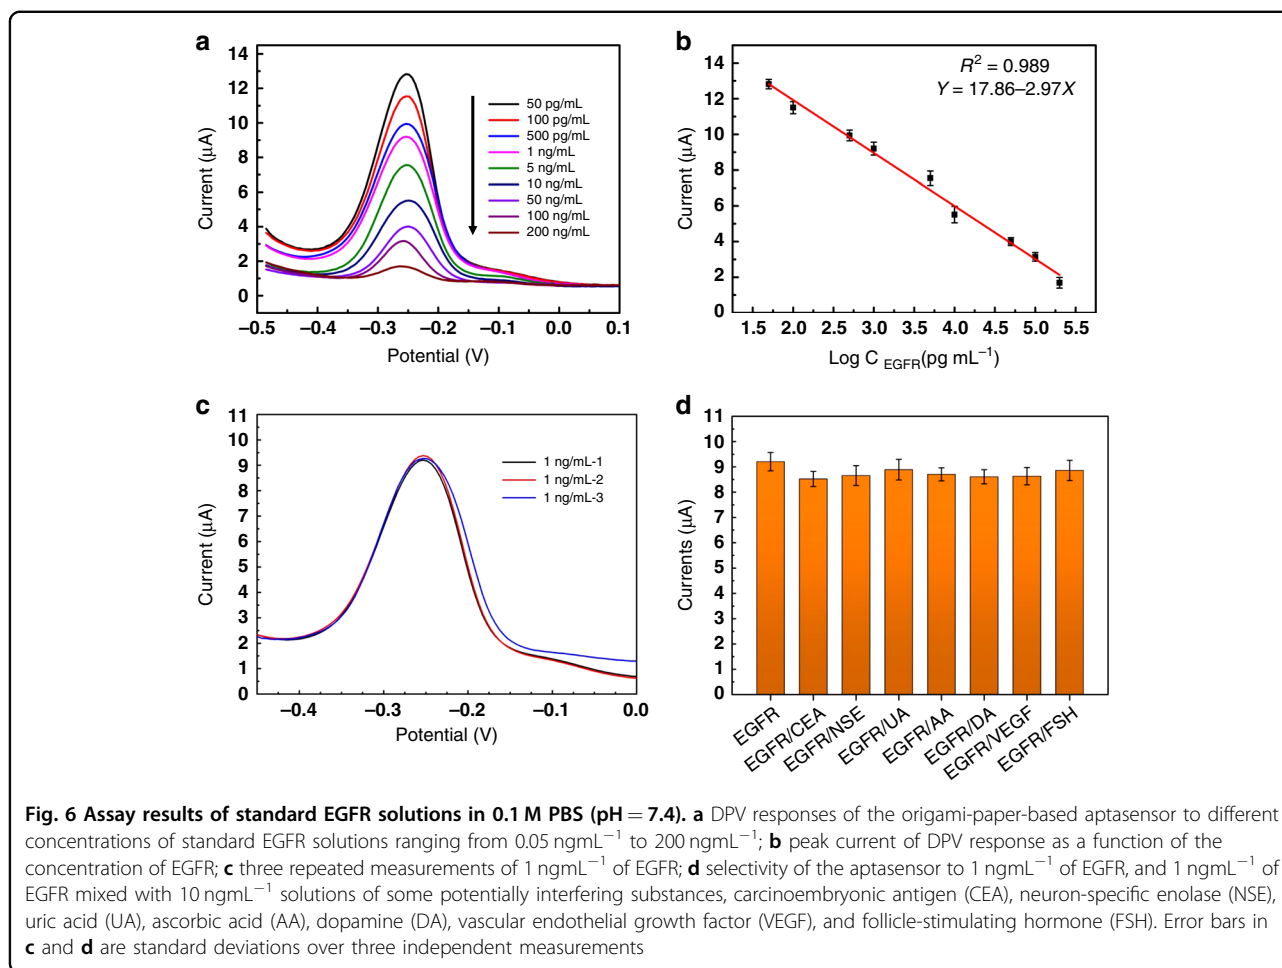 a
14
12
10
8
6
4
2
0
Current (μA)
50 pg/mL
100 pg/mL
500 pg/mL
1 ng/mL
5 ng/mL
10 ng/mL
50 ng/mL
100 ng/mL
200 ng/mL
–0.5 –0.4 –0.3 –0.2 –0.1 0.0 0.1
Potential (V)
b
14
12
10
8
6
4
2
0
Current (μA)
R² = 0.989
Y = 17.86–2.97X
1.5 2.0 2.5 3.0 3.5 4.0 4.5 5.0 5.5
Log C EGFR(pg mL⁻¹)
c
11
10
9
8
7
6
5
4
3
2
1
0
Current (μA)
1 ng/mL-1
1 ng/mL-2
1 ng/mL-3
–0.4 –0.3 –0.2 –0.1 0.0
Potential (V)
d
11
10
9
8
7
6
5
4
3
2
1
0
Currents (μA)
EGFR
EGFR/CEA
EGFR/NSE
EGFR/UA
EGFR/AA
EGFR/DA
EGFR/VEGF
EGFR/FSH
Fig. 6 Assay results of standard EGFR solutions in 0.1 M PBS (pH = 7.4). a DPV responses of the origami-paper-based aptasensor to different
concentrations of standard EGFR solutions ranging from 0.05 ngmL⁻¹ to 200 ngmL⁻¹; b peak current of DPV response as a function of the
concentration of EGFR; c three repeated measurements of 1 ngmL⁻¹ of EGFR; d selectivity of the aptasensor to 1 ngmL⁻¹ of EGFR, and 1 ngmL⁻¹ of
EGFR mixed with 10 ngmL⁻¹ solutions of some potentially interfering substances, carcinoembryonic antigen (CEA), neuron-specific enolase (NSE),
uric acid (UA), ascorbic acid (AA), dopamine (DA), vascular endothelial growth factor (VEGF), and follicle-stimulating hormone (FSH). Error bars in
c and d are standard deviations over three independent measurements